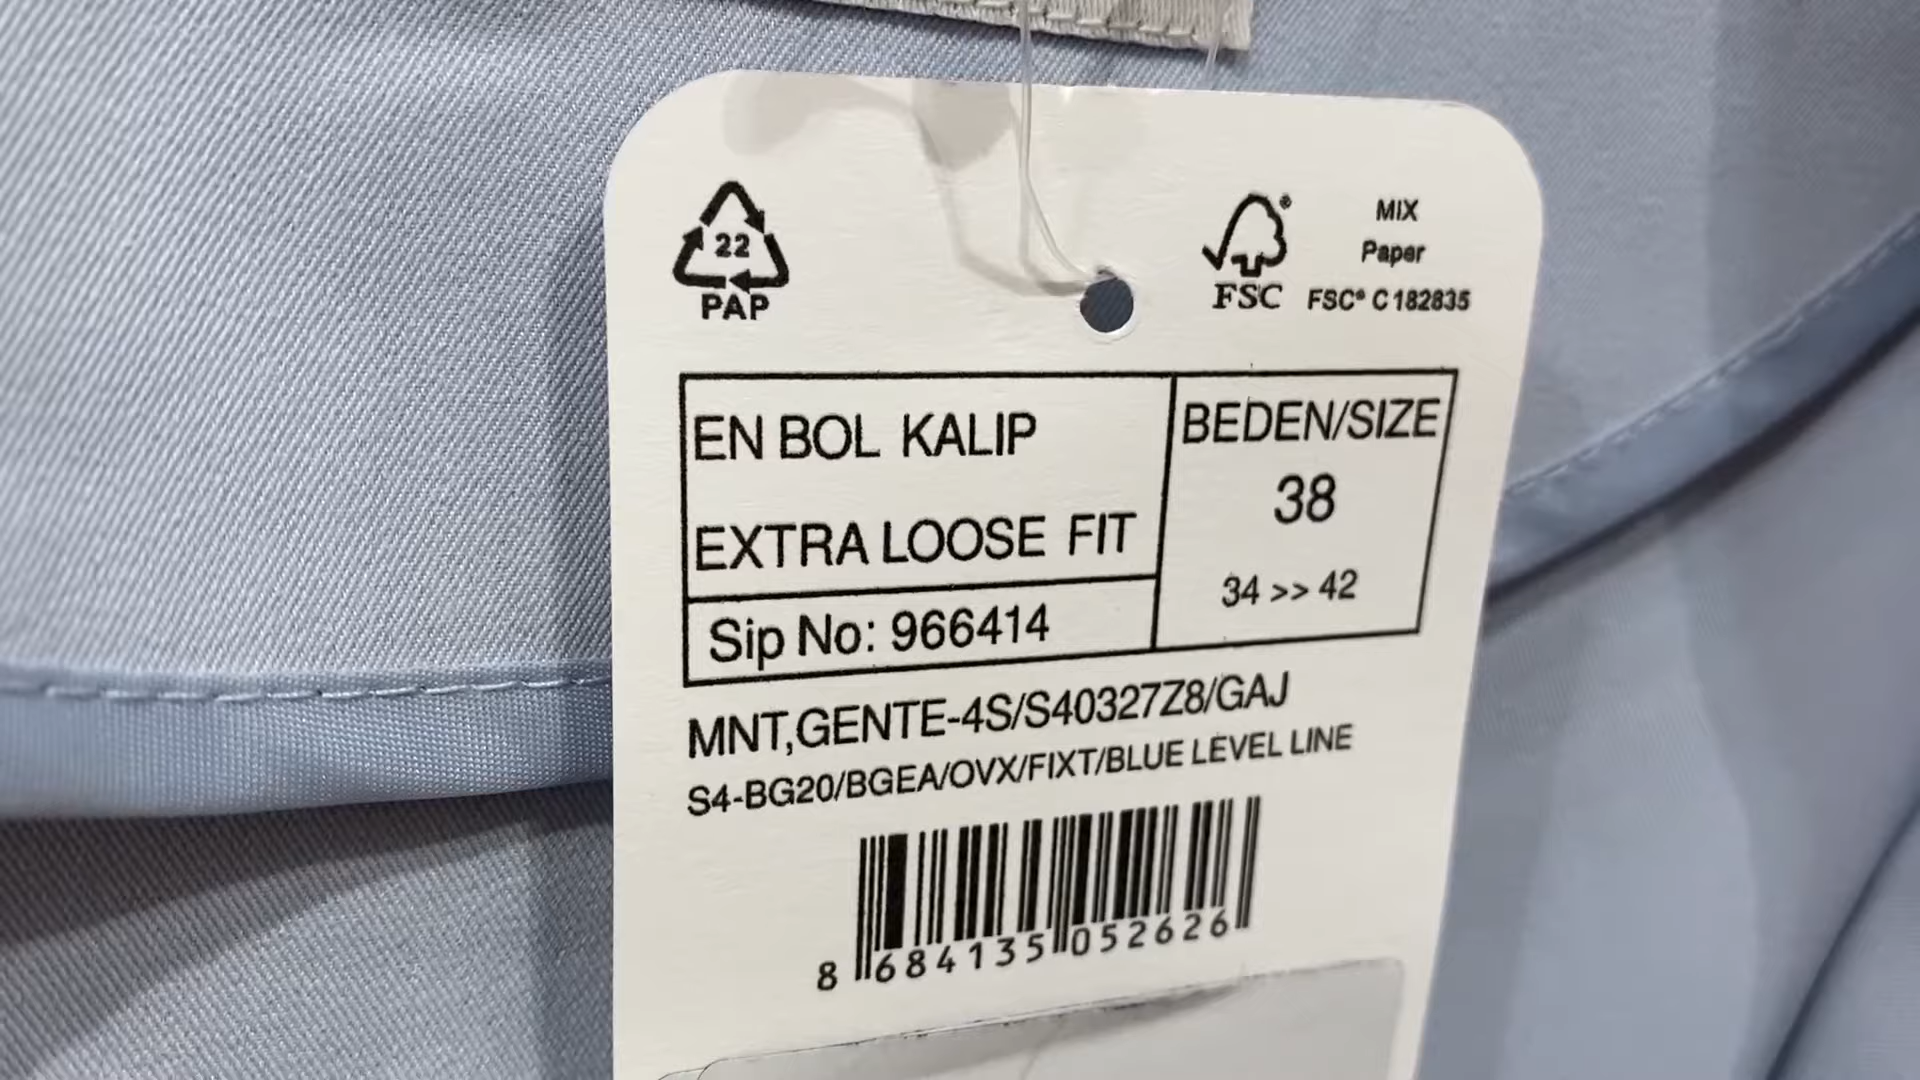 22
PAP
FSC®
MIX
Paper
FSC® C182835
EN BOL KALIP
EXTRA LOOSE FIT
Sip No: 966414
BEDEN/SIZE
38
34 >> 42
MNT,GENTE-4S/S40327Z8/GAJ
S4-BG20/BGEA/OVX/FIXT/BLUE LEVEL LINE
8 684135 052626